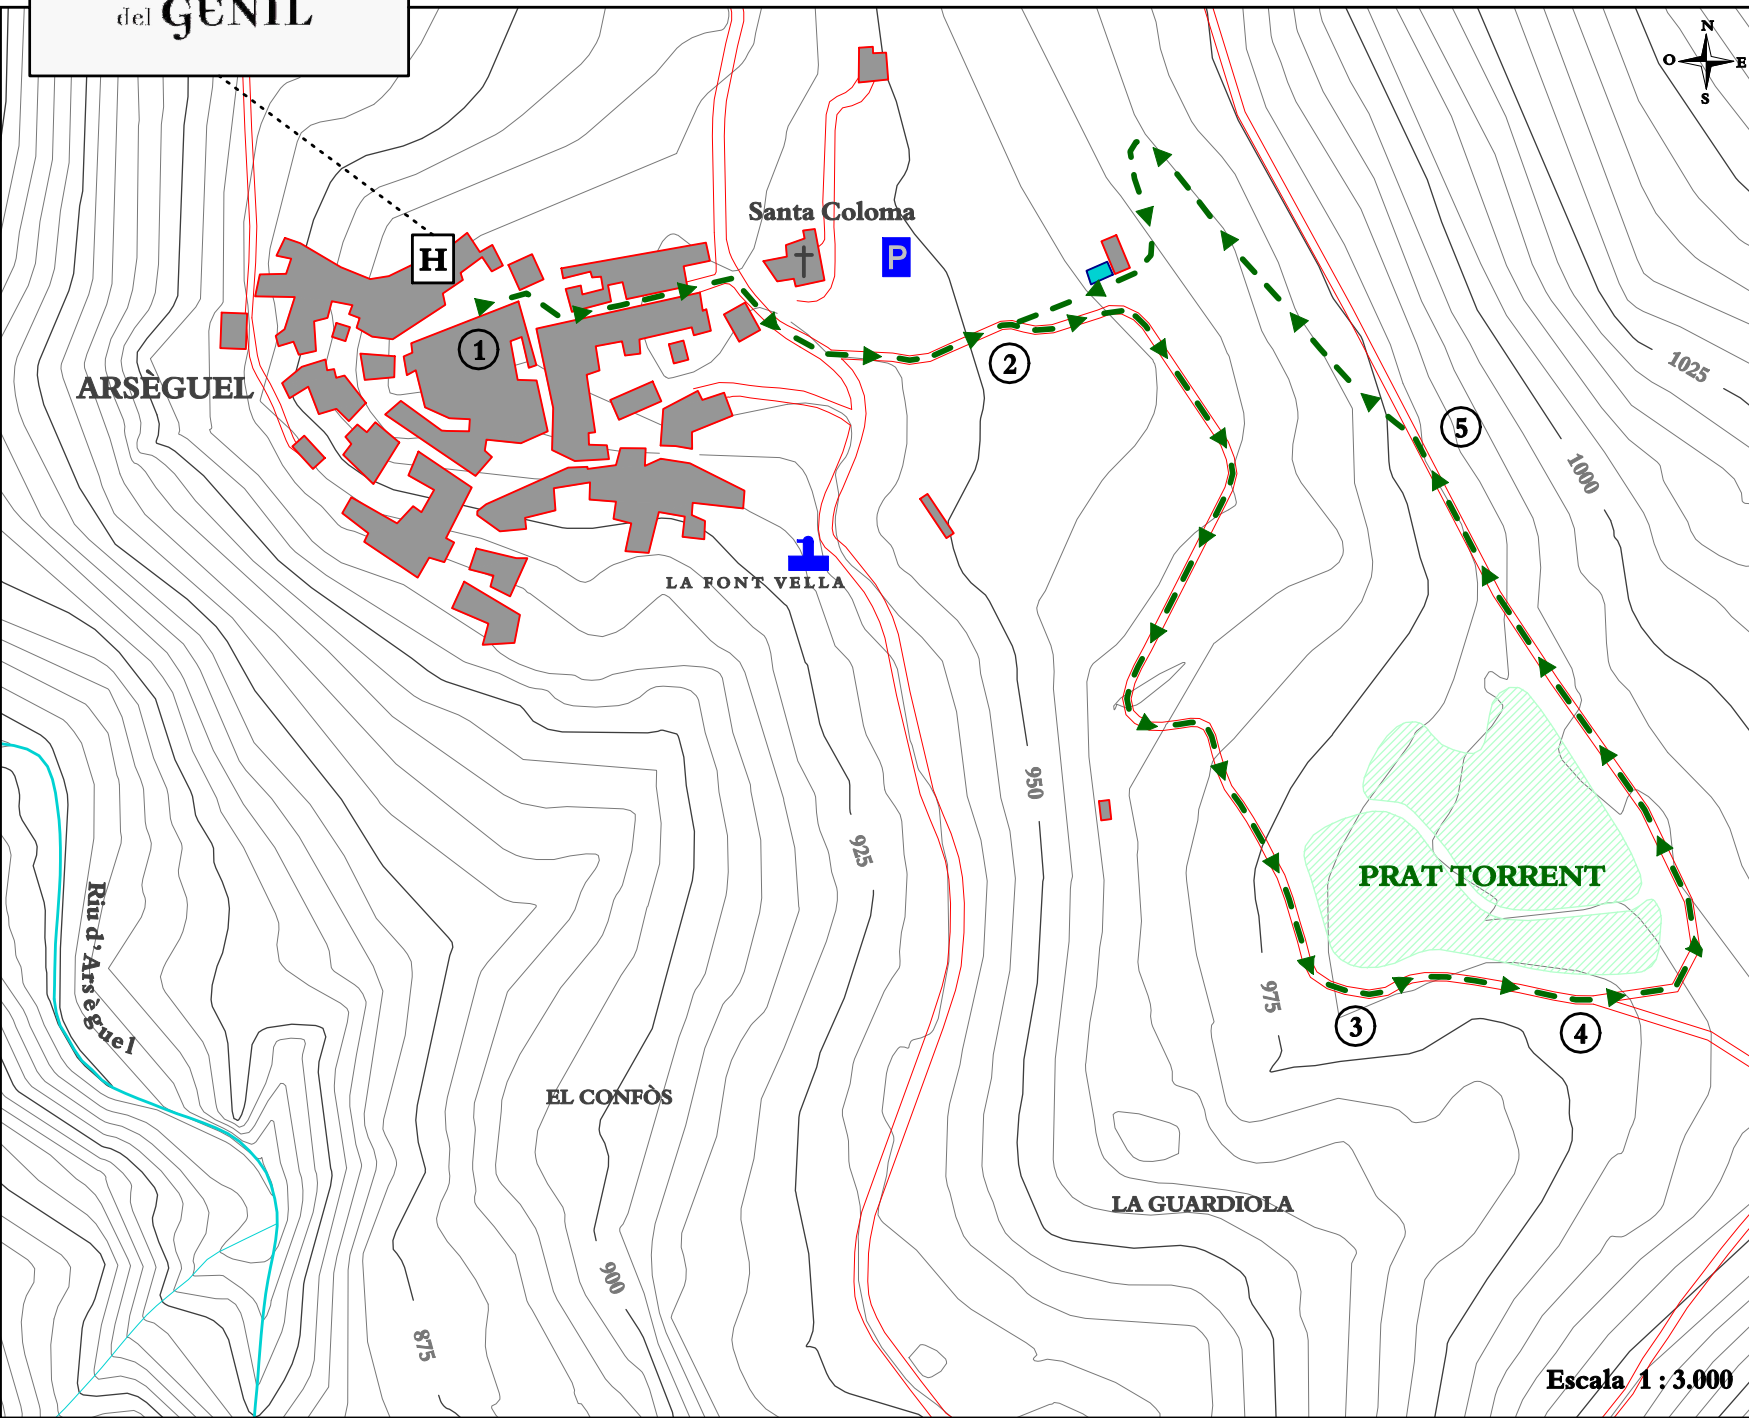 del GENIL
N
O E
S
H
Santa Coloma
P
1
2
ARSÈGUEL
1025
5
1000
LA FONT VELLA
950
925
PRAT TORRENT
Riu d'Arsèguel
975
3
4
EL CONFÒS
LA GUARDIOLA
900
875
Escala 1 : 3.000